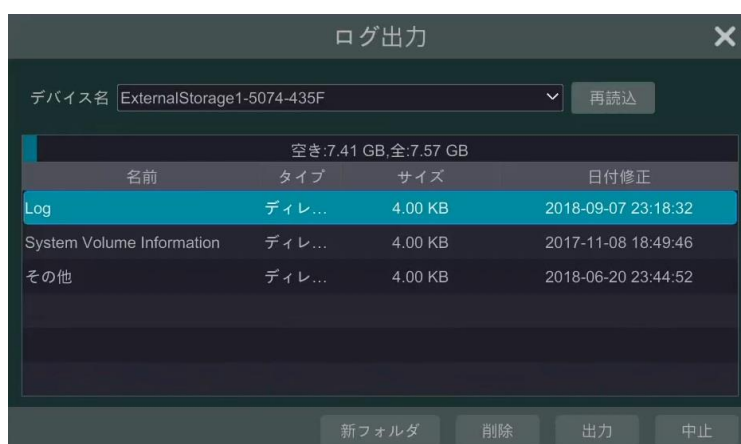 ログ出力
デバイス名 ExternalStorage1-5074-435F 再読込
空き:7.41 GB,全:7.57 GB
名前 タイプ サイズ 日付修正
Log ディレ... 4.00 KB 2018-09-07 23:18:32
System Volume Information ディレ... 4.00 KB 2017-11-08 18:49:46
その他 ディレ... 4.00 KB 2018-06-20 23:44:52
新フォルダ 削除 出力 中止